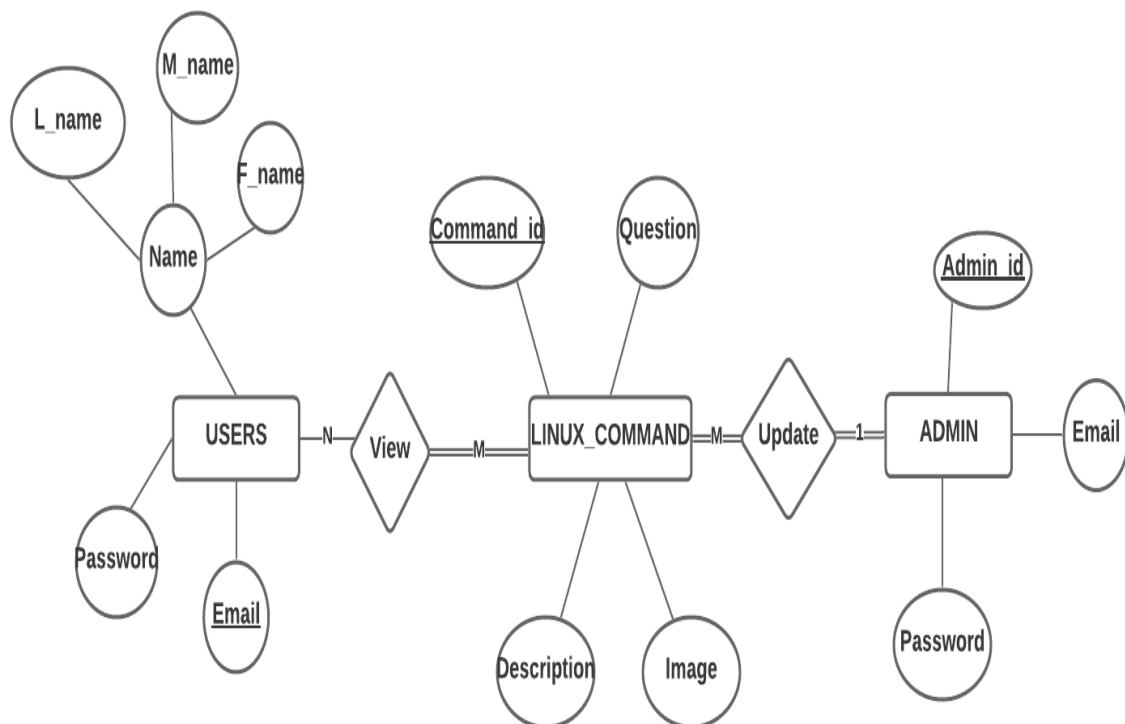 M_name
L_name
F_name
Name
Command_id
Question
Admin_id
USERS
N
View
M
LINUX_COMMAND
M
Update
1
ADMIN
Email
Password
Email
Description
Image
Password